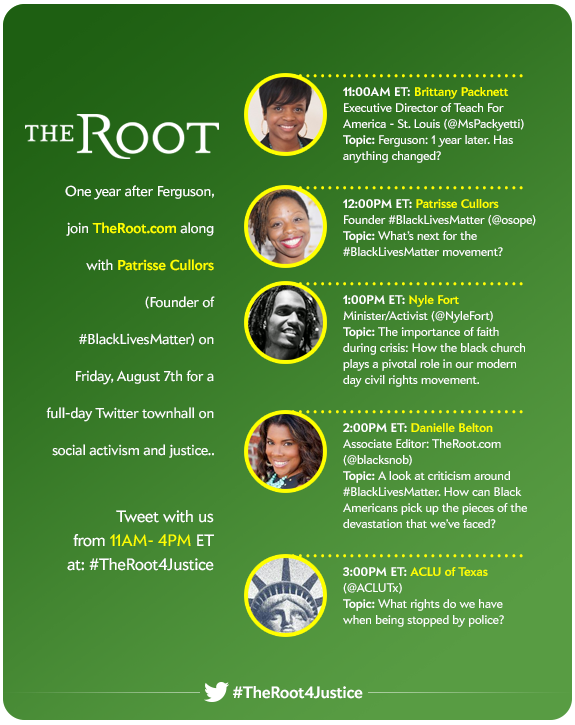 THE ROOT
One year after Ferguson,
join TheRoot.com along
with Patrisse Cullors
(Founder of
#BlackLivesMatter) on
Friday, August 7th for a
full-day Twitter townhall on
social activism and justice..
Tweet with us
from 11AM- 4PM ET
at: #TheRoot4Justice
11:00AM ET: Brittany Packnett
Executive Director of Teach For
America - St. Louis (@MsPackyetti)
Topic: Ferguson: 1 year later. Has
anything changed?
12:00PM ET: Patrisse Cullors
Founder #BlackLivesMatter (@osope)
Topic: What's next for the
#BlackLivesMatter movement?
1:00PM ET: Nyle Fort
Minister/Activist (@NyleFort)
Topic: The importance of faith
during crisis: How the black church
plays a pivotal role in our modern
day civil rights movement.
2:00PM ET: Danielle Belton
Associate Editor: TheRoot.com
(@blacksnob)
Topic: A look at criticism around
#BlackLivesMatter. How can Black
Americans pick up the pieces of the
devastation that we've faced?
3:00PM ET: ACLU of Texas
(@ACLUTx)
Topic: What rights do we have
when being stopped by police?
#TheRoot4Justice